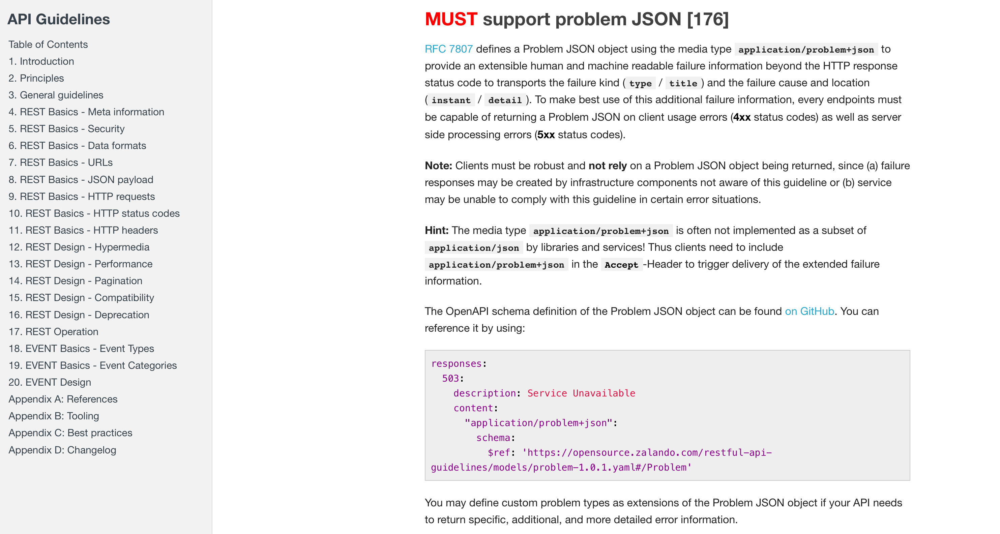 API Guidelines
Table of Contents
1. Introduction
2. Principles
3. General guidelines
4. REST Basics - Meta information
5. REST Basics - Security
6. REST Basics - Data formats
7. REST Basics - URLs
8. REST Basics - JSON payload
9. REST Basics - HTTP requests
10. REST Basics - HTTP status codes
11. REST Basics - HTTP headers
12. REST Design - Hypermedia
13. REST Design - Performance
14. REST Design - Pagination
15. REST Design - Compatibility
16. REST Design - Deprecation
17. REST Operation
18. EVENT Basics - Event Types
19. EVENT Basics - Event Categories
20. EVENT Design
Appendix A: References
Appendix B: Tooling
Appendix C: Best practices
Appendix D: Changelog
MUST support problem JSON [176]
RFC 7807 defines a Problem JSON object using the media type application/problem+json to
provide an extensible human and machine readable failure information beyond the HTTP response
status code to transports the failure kind ( type / title ) and the failure cause and location
( instant / detail ). To make best use of this additional failure information, every endpoints must
be capable of returning a Problem JSON on client usage errors (4xx status codes) as well as server
side processing errors (5xx status codes).
Note: Clients must be robust and not rely on a Problem JSON object being returned, since (a) failure
responses may be created by infrastructure components not aware of this guideline or (b) service
may be unable to comply with this guideline in certain error situations.
Hint: The media type application/problem+json is often not implemented as a subset of
application/json by libraries and services! Thus clients need to include
application/problem+json in the Accept -Header to trigger delivery of the extended failure
information.
The OpenAPI schema definition of the Problem JSON object can be found on GitHub. You can
reference it by using:
responses:
  503:
    description: Service Unavailable
    content:
      "application/problem+json":
        schema:
          $ref: 'https://opensource.zalando.com/restful-api-
guidelines/models/problem-1.0.1.yaml#/Problem'
You may define custom problem types as extensions of the Problem JSON object if your API needs
to return specific, additional, and more detailed error information.